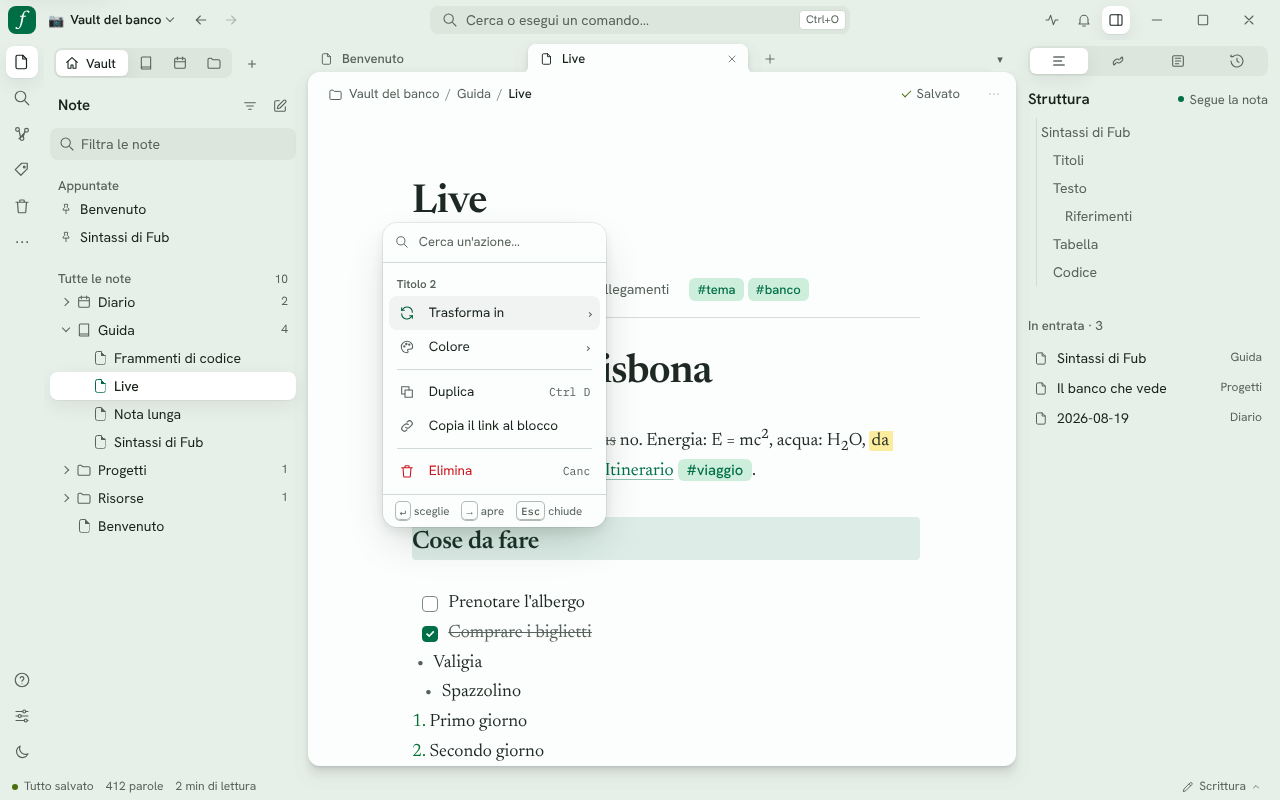 f Vault del banco
Cerca o esegui un comando... Ctrl+O
Vault
Benvenuto
Live
Note
Filtra le note
Appuntate
Benvenuto
Sintassi di Fub
Tutte le note 10
Diario 2
Guida 4
Frammenti di codice
Live
Nota lunga
Sintassi di Fub
Progetti 1
Risorse 1
Benvenuto
Vault del banco / Guida / Live
Salvato
Live
llegamenti #tema #banco
isbona
no. Energia: E = mc², acqua: H₂O, da
Itinerario #viaggio.
Cerca un'azione...
Titolo 2
Trasforma in
Colore
Duplica Ctrl D
Copia il link al blocco
Elimina Canc
↵ sceglie → apre Esc chiude
Cose da fare
Prenotare l'albergo
Comprare i biglietti
• Valigia
• Spazzolino
1. Primo giorno
2. Secondo giorno
Struttura Segue la nota
Sintassi di Fub
Titoli
Testo
Riferimenti
Tabella
Codice
In entrata · 3
Sintassi di Fub Guida
Il banco che vede Progetti
2026-08-19 Diario
Tutto salvato 412 parole 2 min di lettura
Scrittura